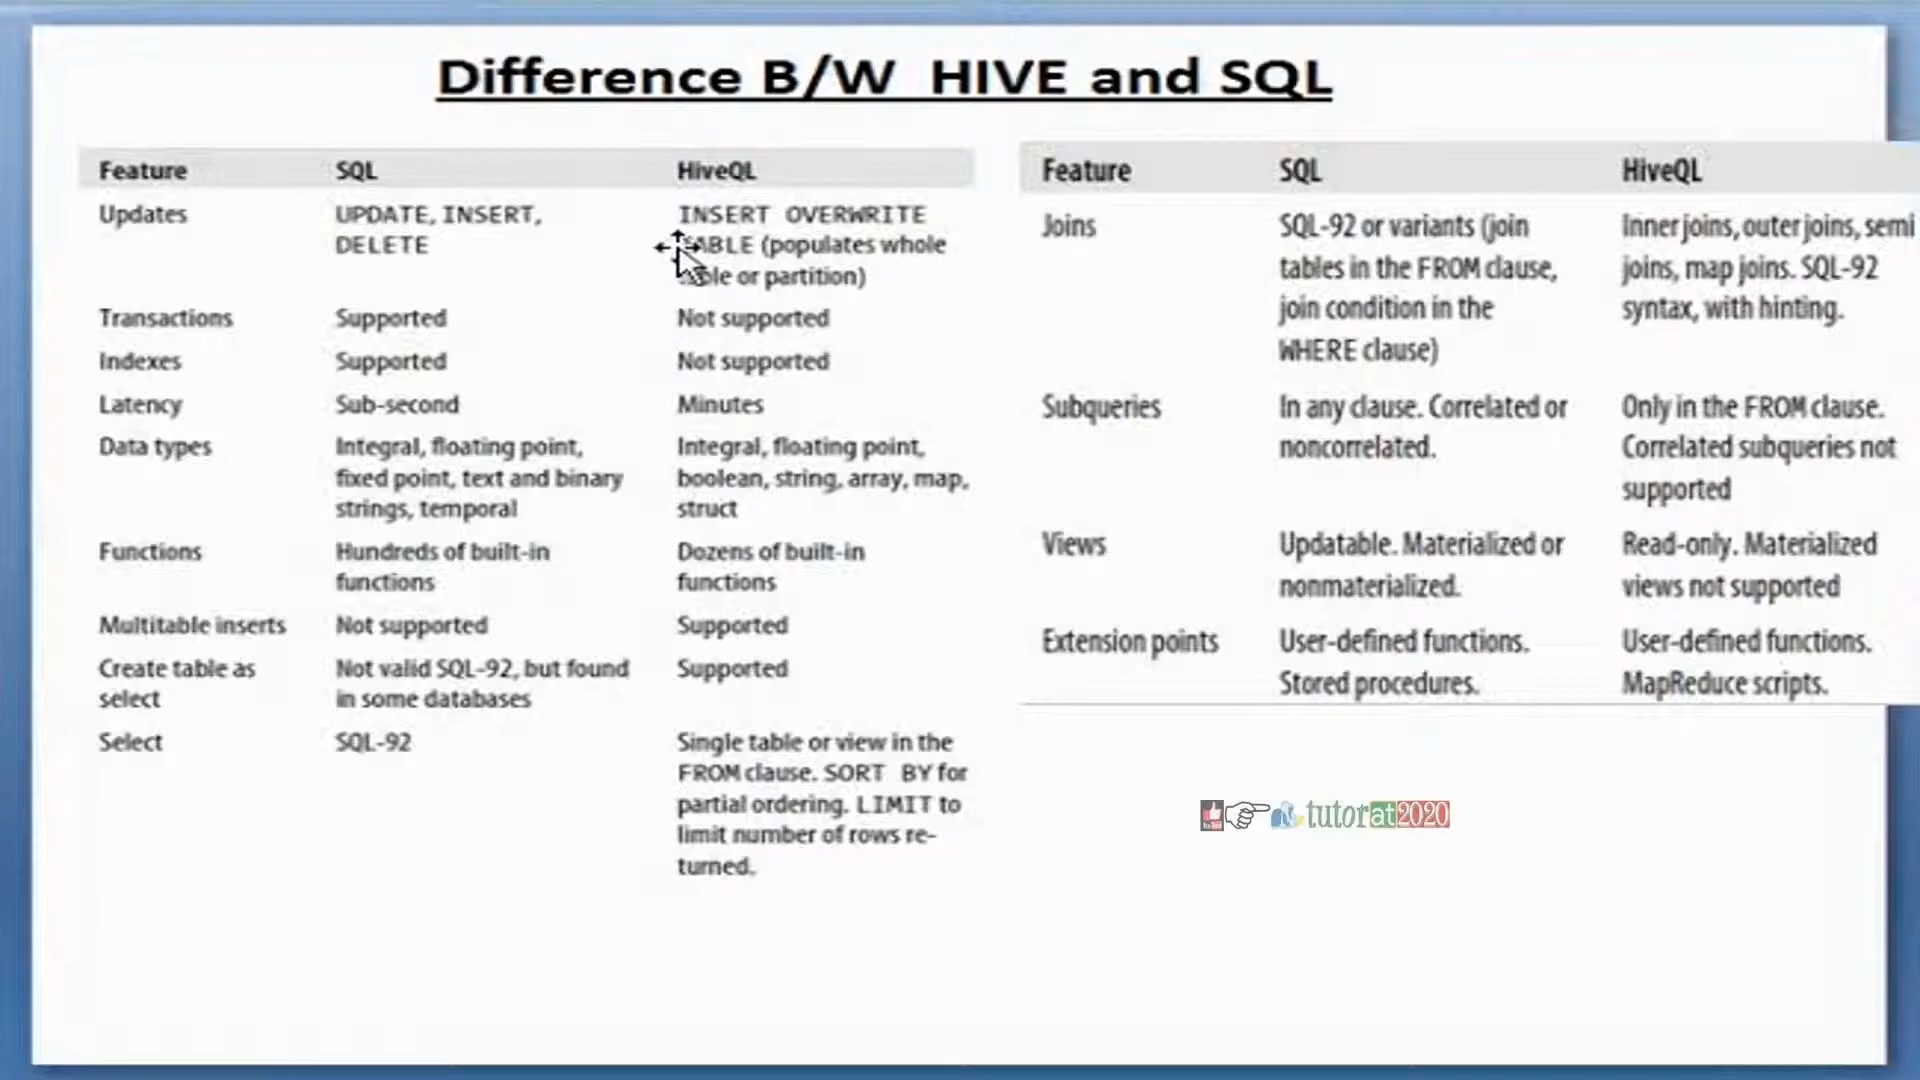 Difference B/W HIVE and SQL
Feature SQL HiveQL
Updates UPDATE, INSERT, INSERT OVERWRITE
DELETE (populates whole
or partition)
Transactions Supported Not supported
Indexes Supported Not supported
Latency Sub-second Minutes
Data types Integral, floating point, Integral, floating point,
fixed point, text and binary boolean, string, array, map,
strings, temporal struct
Functions Hundreds of built-in Dozens of built-in
functions functions
Multitable inserts Not supported Supported
Create table as Not valid SQL-92, but found Supported
select in some databases
Select SQL-92 Single table or view in the
FROM clause. SORT BY for
partial ordering. LIMIT to
limit number of rows re-
turned.
Feature SQL HiveQL
Joins SQL-92 or variants (join Inner joins, outer joins, semi
tables in the FROM clause, joins, map joins. SQL-92
join condition in the syntax, with hinting.
WHERE clause)
Subqueries In any clause. Correlated or Only in the FROM clause.
noncorrelated. Correlated subqueries not
supported
Views Updatable. Materialized or Read-only. Materialized
nonmaterialized. views not supported
Extension points User-defined functions. User-defined functions.
Stored procedures. MapReduce scripts.
tutorat2020